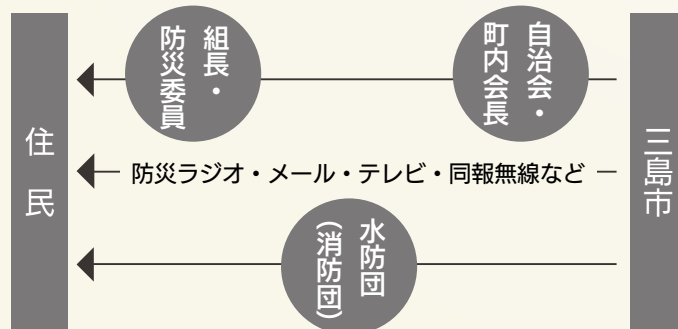 三島市
自治会・
町内会長
組長・
防災委員
防災ラジオ・メール・テレビ・同報無線など
水防団
(消防団)
住民